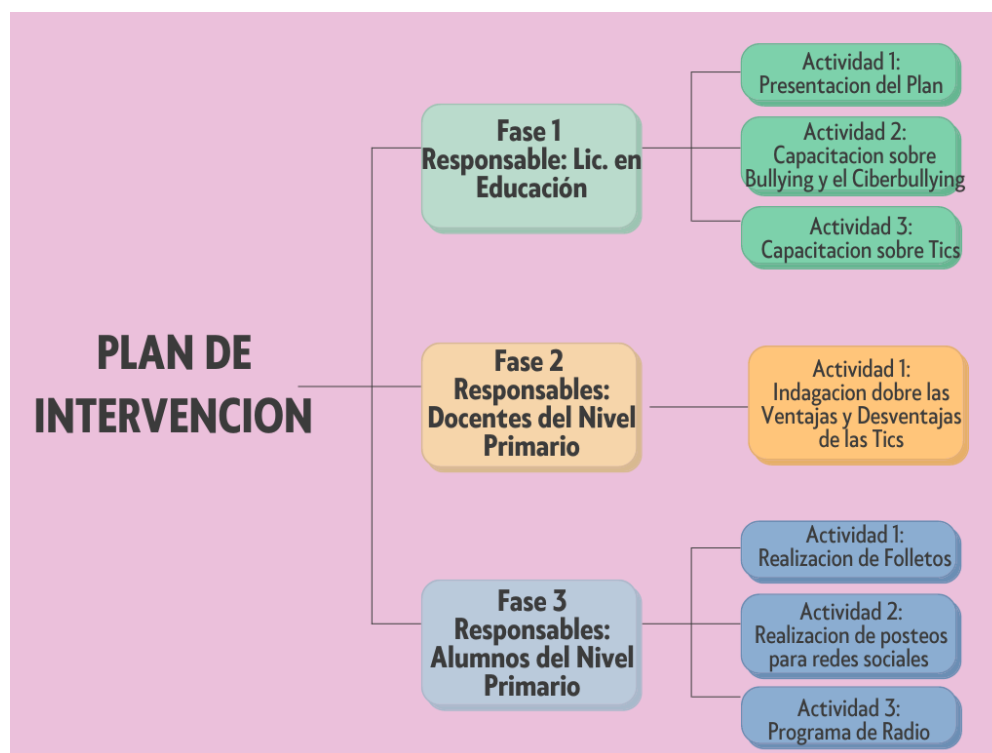 PLAN DE
INTERVENCION
Fase 1
Responsable: Lic. en
Educación
Actividad 1:
Presentacion del Plan
Actividad 2:
Capacitacion sobre
Bullying y el Ciberbullying
Actividad 3:
Capacitacion sobre Tics
Fase 2
Responsables:
Docentes del Nivel
Primario
Actividad 1:
Indagacion dobre las
Ventajas y Desventajas
de las Tics
Fase 3
Responsables:
Alumnos del Nivel
Primario
Actividad 1:
Realizacion de Folletos
Actividad 2:
Realizacion de posteos
para redes sociales
Actividad 3:
Programa de Radio